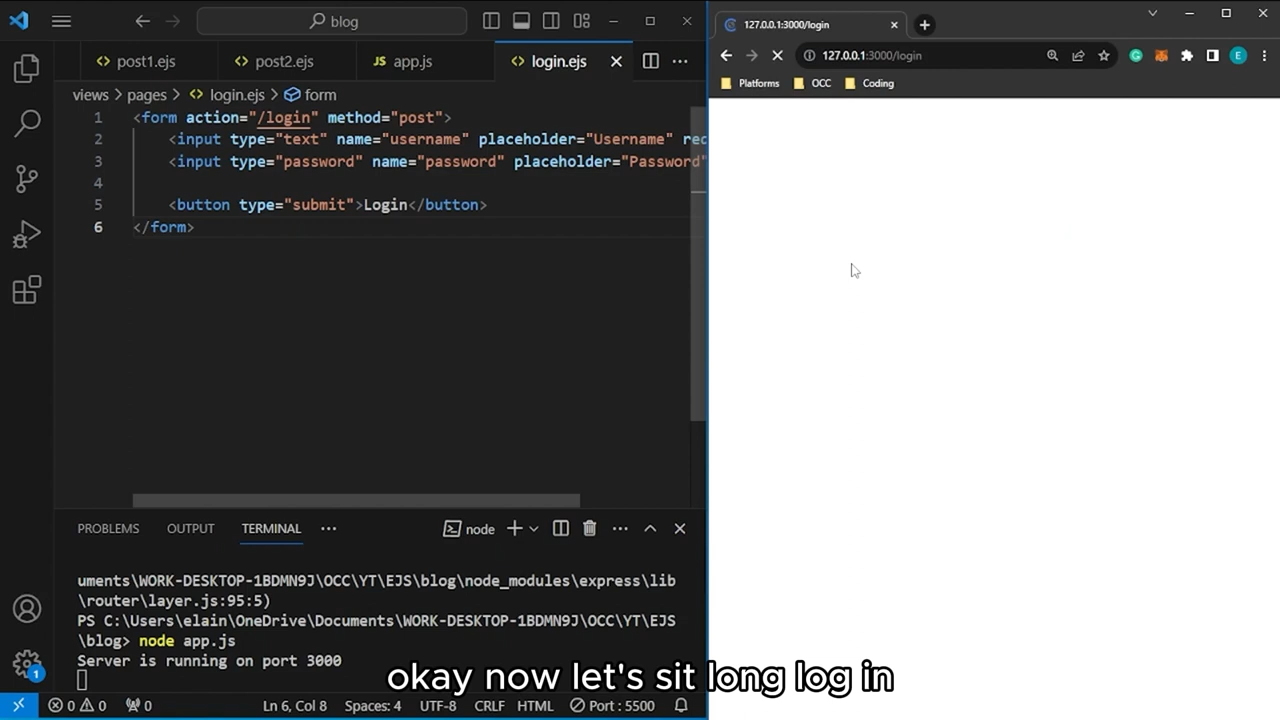 blog
127.0.0.1:3000/login
post1.ejs
post2.ejs
JS app.js
login.ejs
127.0.0.1:3000/login
E
Platforms
OCC
Coding
views > pages > login.ejs > form
1 <form action="/login" method="post">
2 <input type="text" name="username" placeholder="Username" rec
3 <input type="password" name="password" placeholder="Password"
4
5 <button type="submit">Login</button>
6 </form>
PROBLEMS OUTPUT TERMINAL
node
uments\WORK-DESKTOP-1BDMN9J\OCC\YT\EJS\blog\node_modules\express\lib
\router\layer.js:95:5)
PS C:\Users\elain\OneDrive\Documents\WORK-DESKTOP-1BDMN9J\OCC\YT\EJS
\blog> node app.js
Server is running on port 3000
okay now let's sit long log in
1
0 0 0
Ln 6, Col 8 Spaces: 4 UTF-8 CRLF HTML Port : 5500